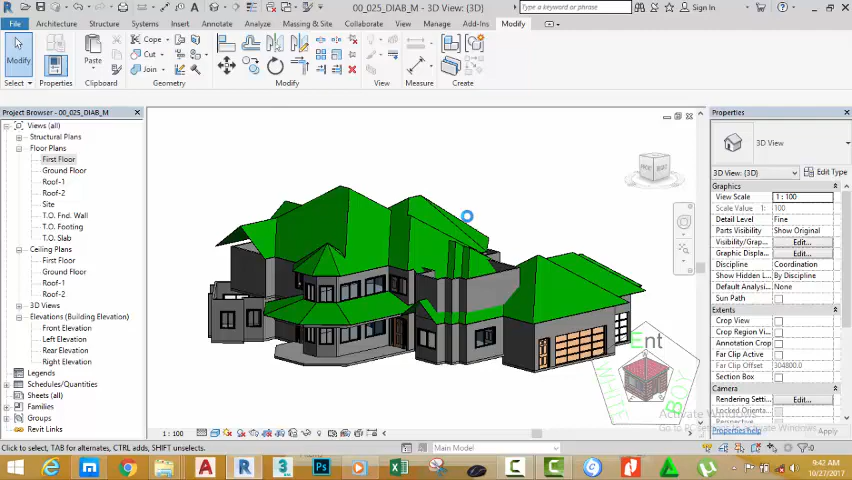 00_025_DIAB_M - 3D View: {3D}
Type a keyword or phrase
Sign In
File Architecture Structure Systems Insert Annotate Analyze Massing & Site Collaborate View Manage Add-Ins Modify
Modify
Properties
Paste
Cope
Cut
Join
Select Properties Clipboard Geometry Modify View Measure Create
Project Browser - 00_025_DIAB_M
Views (all)
Structural Plans
Floor Plans
First Floor
Ground Floor
Roof-1
Roof-2
Site
T.O. Fnd. Wall
T.O. Footing
T.O. Slab
Ceiling Plans
First Floor
Ground Floor
Roof-1
Roof-2
3D Views
Elevations (Building Elevation)
Front Elevation
Left Elevation
Rear Elevation
Right Elevation
Legends
Schedules/Quantities
Sheets (all)
Families
Groups
Revit Links
Properties
3D View
3D View: {3D}
Edit Type
Graphics
View Scale 1 : 100
Scale Value 1: 100
Detail Level Fine
Parts Visibility Show Original
Visibility/Grap... Edit...
Graphic Display... Edit...
Discipline Coordination
Show Hidden L... By Discipline
Default Analysi... None
Sun Path
Extents
Crop View
Crop Region Vi...
Annotation Crop
Far Clip Active
Far Clip Offset 304800.0
Section Box
Camera
Rendering Setti... Edit...
Locked Orienta...
Properties help
Apply
Ent
WHITE
BOY
Activate Windows
1 : 100
Click to select, TAB for alternates, CTRL adds, SHIFT unselects.
Main Model
:0
9:42 AM
10/27/2017